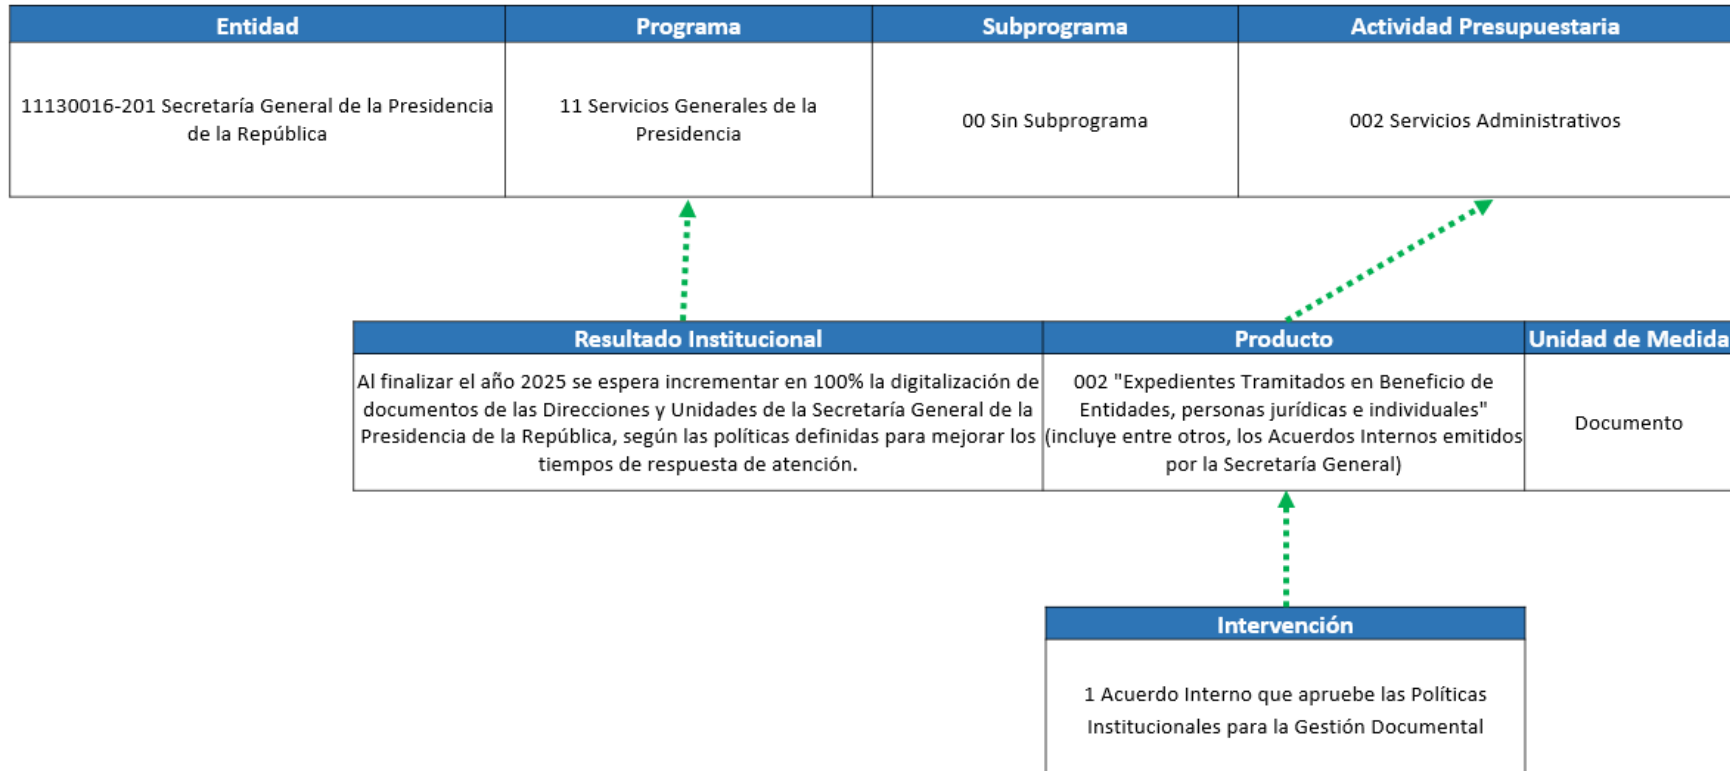 Entidad
Programa
Subprograma
Actividad Presupuestaria
11130016-201 Secretaría General de la Presidencia
de la República
11 Servicios Generales de la
Presidencia
00 Sin Subprograma
002 Servicios Administrativos
Resultado Institucional
Producto
Unidad de Medida
Al finalizar el año 2025 se espera incrementar en 100% la digitalización de
documentos de las Direcciones y Unidades de la Secretaría General de la
Presidencia de la República, según las políticas definidas para mejorar los
tiempos de respuesta de atención.
002 "Expedientes Tramitados en Beneficio de
Entidades, personas jurídicas e individuales"
(incluye entre otros, los Acuerdos Internos emitidos
por la Secretaría General)
Documento
Intervención
1 Acuerdo Interno que apruebe las Políticas
Institucionales para la Gestión Documental